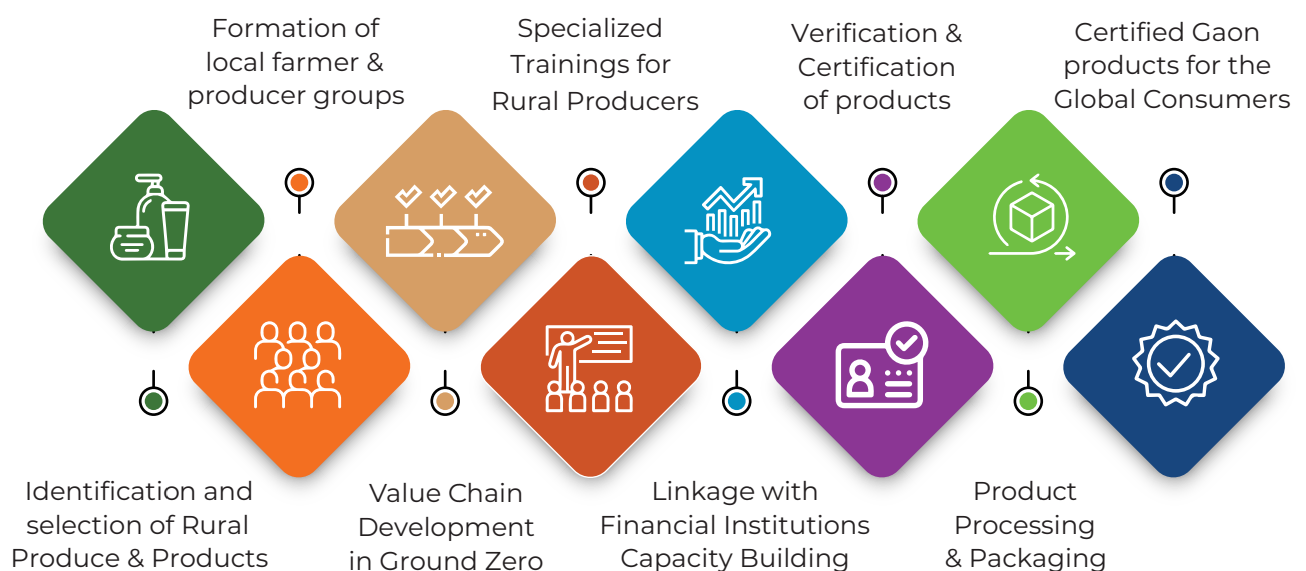 Formation of
local farmer &
producer groups
Specialized
Trainings for
Rural Producers
Verification &
Certification
of products
Certified Gaon
products for the
Global Consumers
Identification and
selection of Rural
Produce & Products
Value Chain
Development
in Ground Zero
Linkage with
Financial Institutions
Capacity Building
Product
Processing
& Packaging